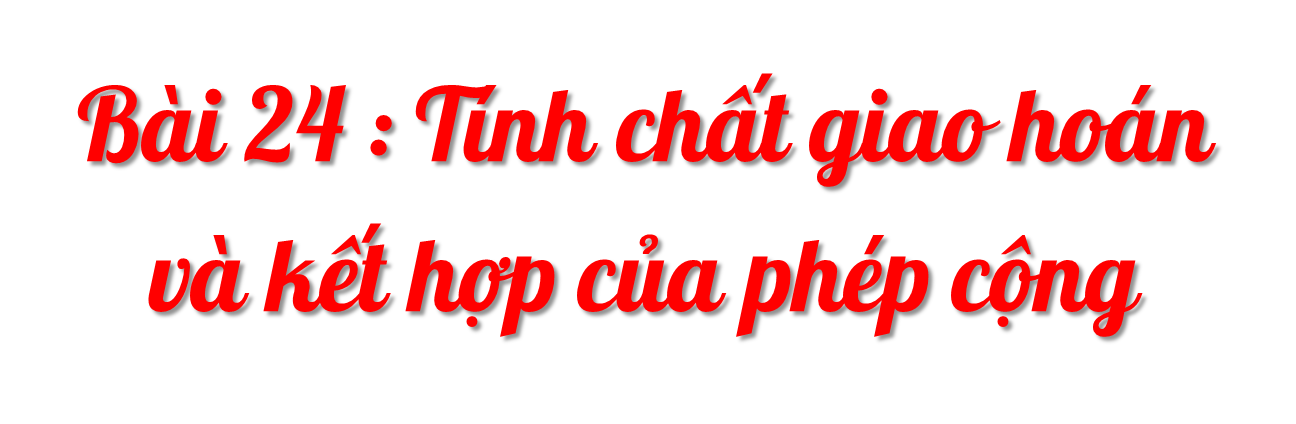 Bài 24 : Tính chất giao hoán
và kết hợp của phép cộng